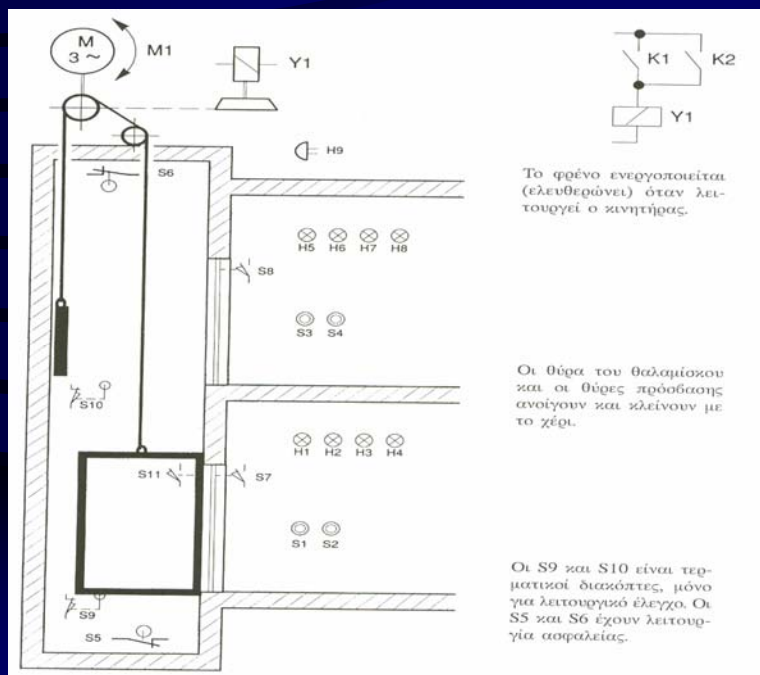 M
3 ~
M1
Y1
K1
K2
Y1
H9
S6
Το φρένο ενεργοποιείται
(ελευθερώνει) όταν λει-
τουργεί ο κινητήρας.
H5 H6 H7 H8
S8
S3 S4
S10
Οι θύρα του θαλαμίσκου
και οι θύρες πρόσβασης
ανοίγουν και κλείνουν με
το χέρι.
H1 H2 H3 H4
S11
S7
S1 S2
S9
S5
Οι S9 και S10 είναι τερ-
ματικοί διακόπτες, μόνο
για λειτουργικό έλεγχο. Οι
S5 και S6 έχουν λειτουρ-
γία ασφαλείας.